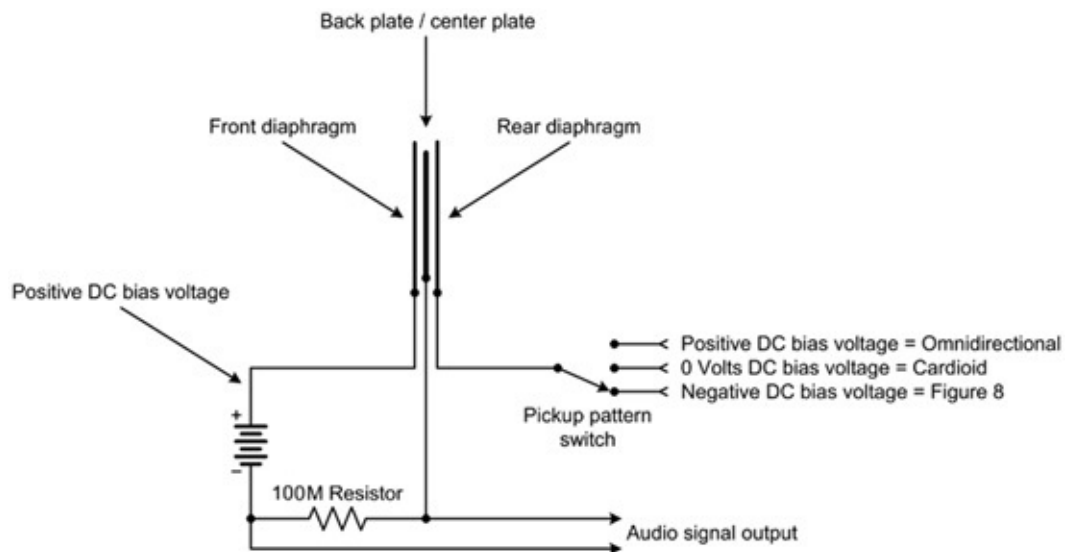 Back plate / center plate
Front diaphragm
Rear diaphragm
Positive DC bias voltage
Positive DC bias voltage = Omnidirectional
0 Volts DC bias voltage = Cardioid
Negative DC bias voltage = Figure 8
Pickup pattern
switch
+
−
100M Resistor
Audio signal output